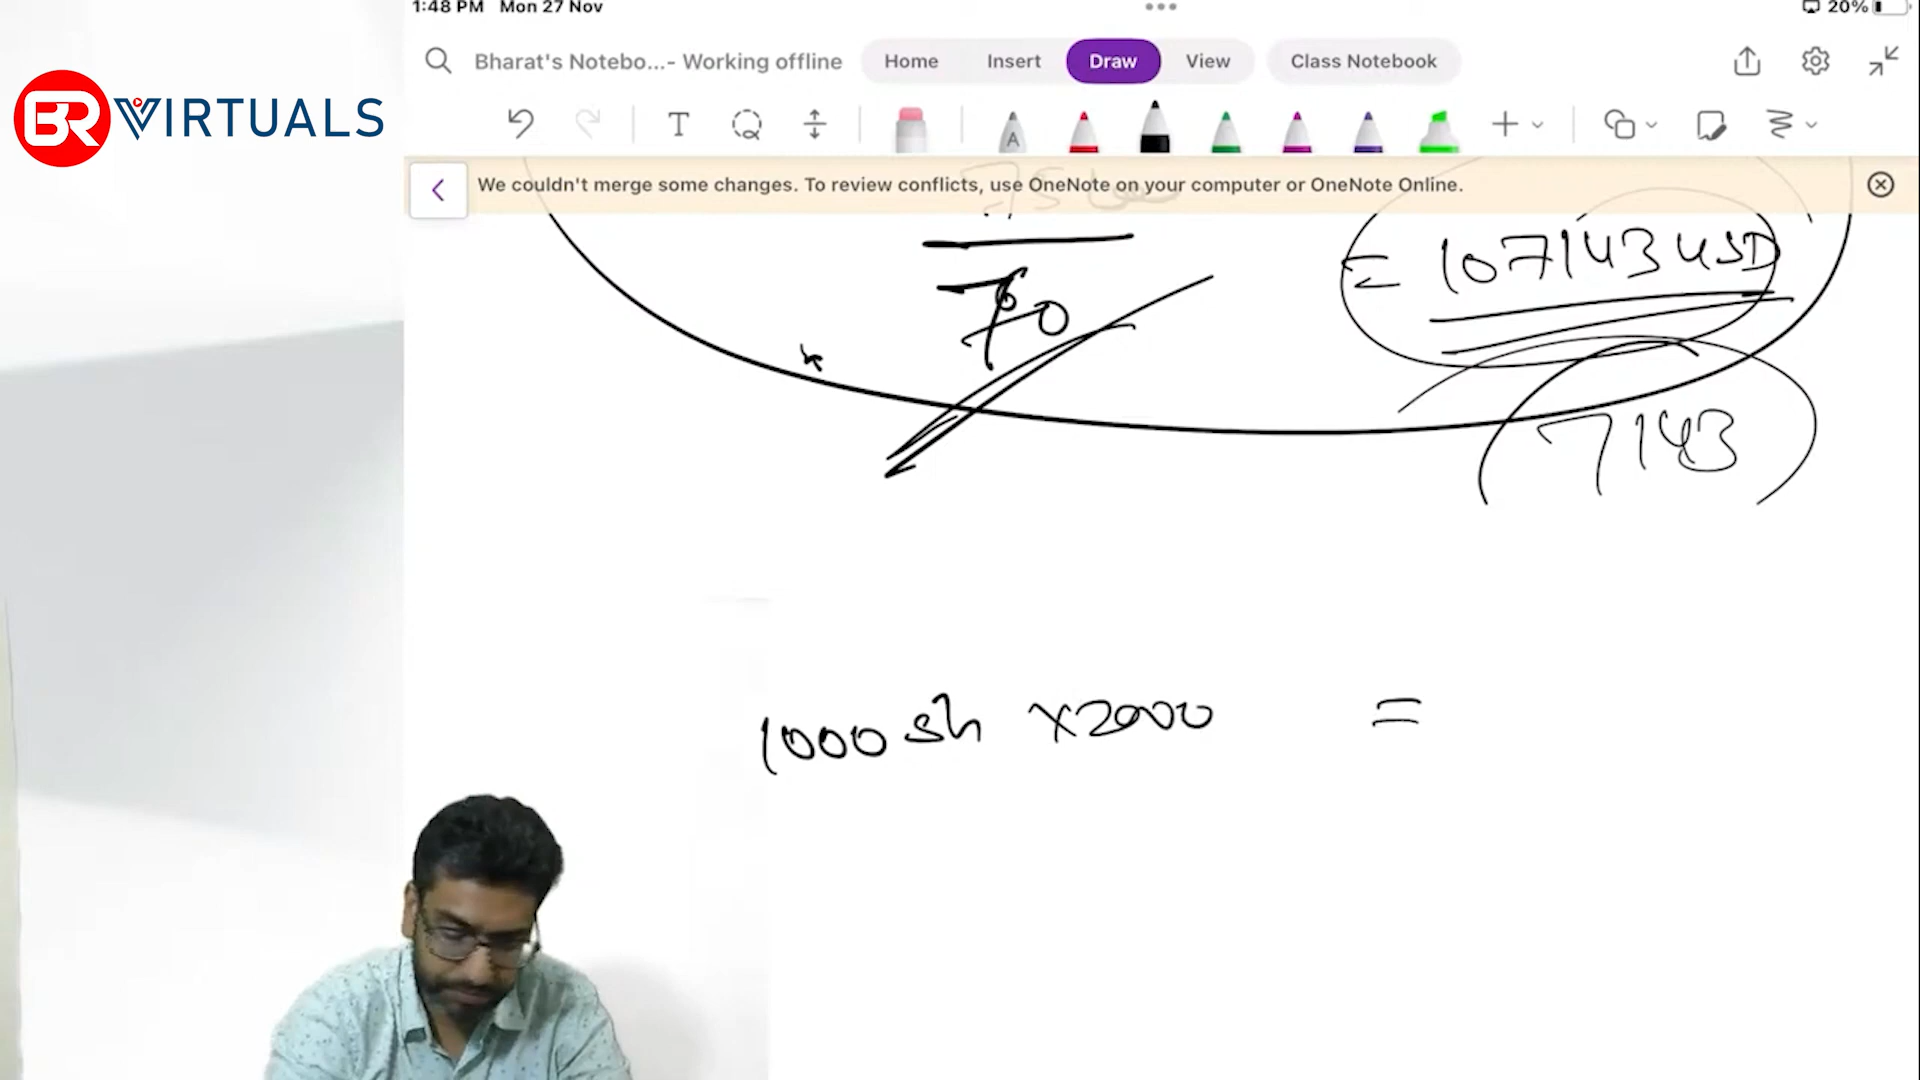 1:48 PM Mon 27 Nov
20%
BR VIRTUALS
Bharat's Notebo...- Working offline
Home Insert Draw View Class Notebook
T
A
We couldn't merge some changes. To review conflicts, use OneNote on your computer or OneNote Online.
70
= 107143 USD
7143
1000 sh x2000 =